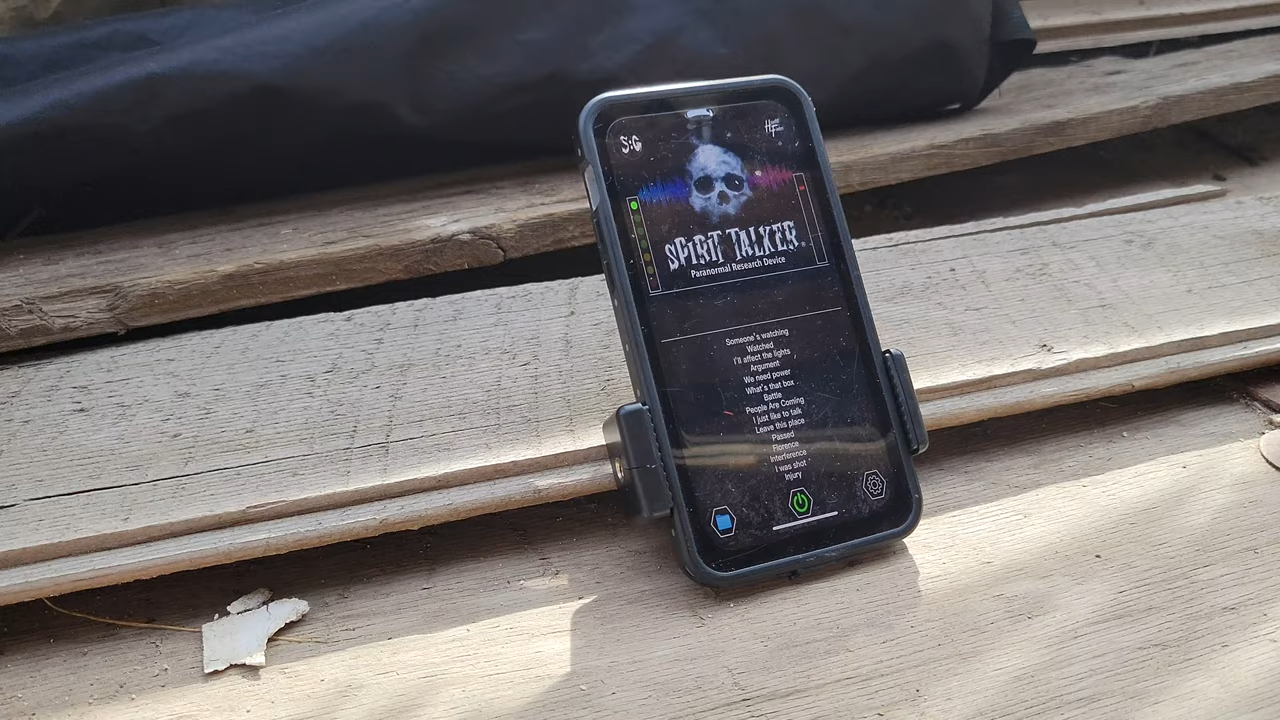 S:G
SPIRIT TALKER®
Paranormal Research Device
Someone's watching
Watched
I'll affect the lights
Argument
We need power
What's that box
Battle
People Are Coming
I just like to talk
Leave this place
Passed
Florence
Interference
I was shot
Injury